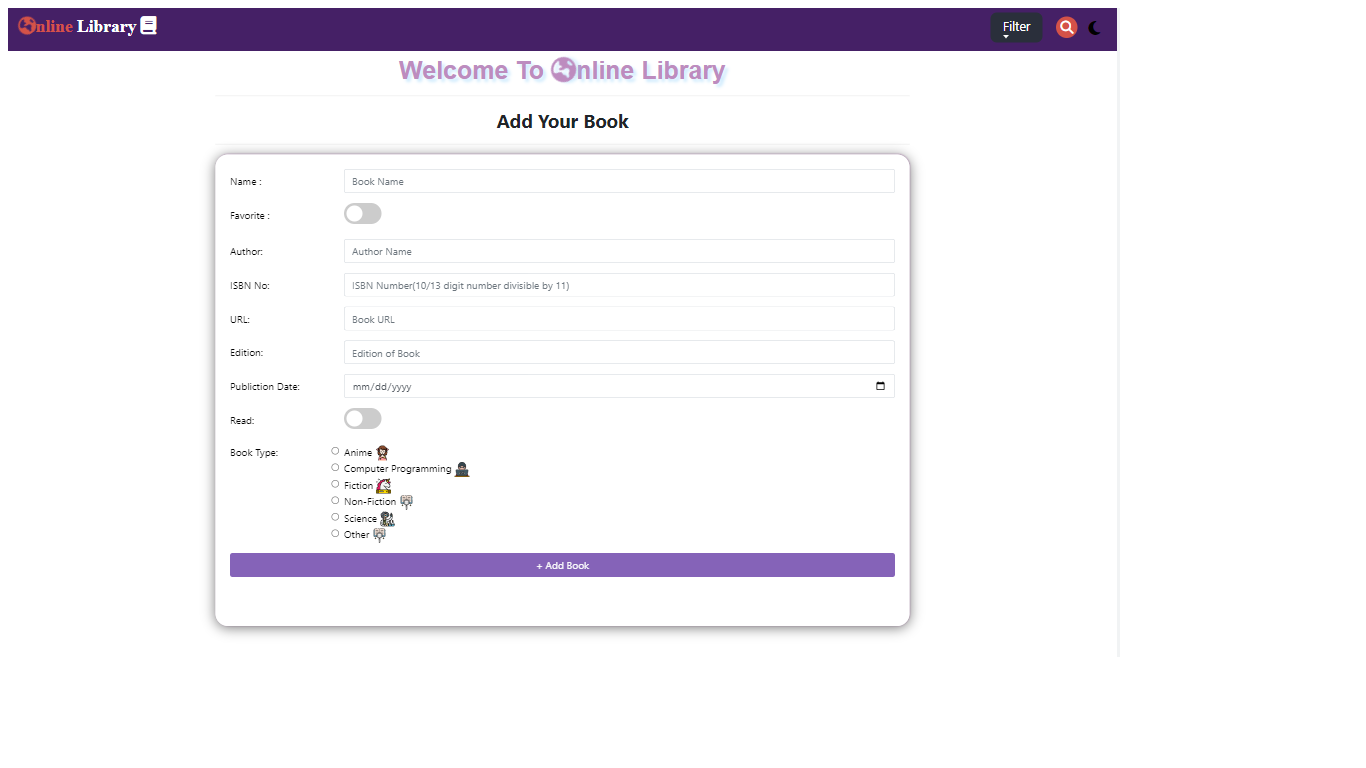 nline Library
Filter
Welcome To nline Library
Add Your Book
Name :
Book Name
Favorite :
Author:
Author Name
ISBN No:
ISBN Number(10/13 digit number divisible by 11)
URL:
Book URL
Edition:
Edition of Book
Publiction Date:
mm/dd/yyyy
Read:
Book Type:
Anime
Computer Programming
Fiction
Non-Fiction
Science
Other
+ Add Book